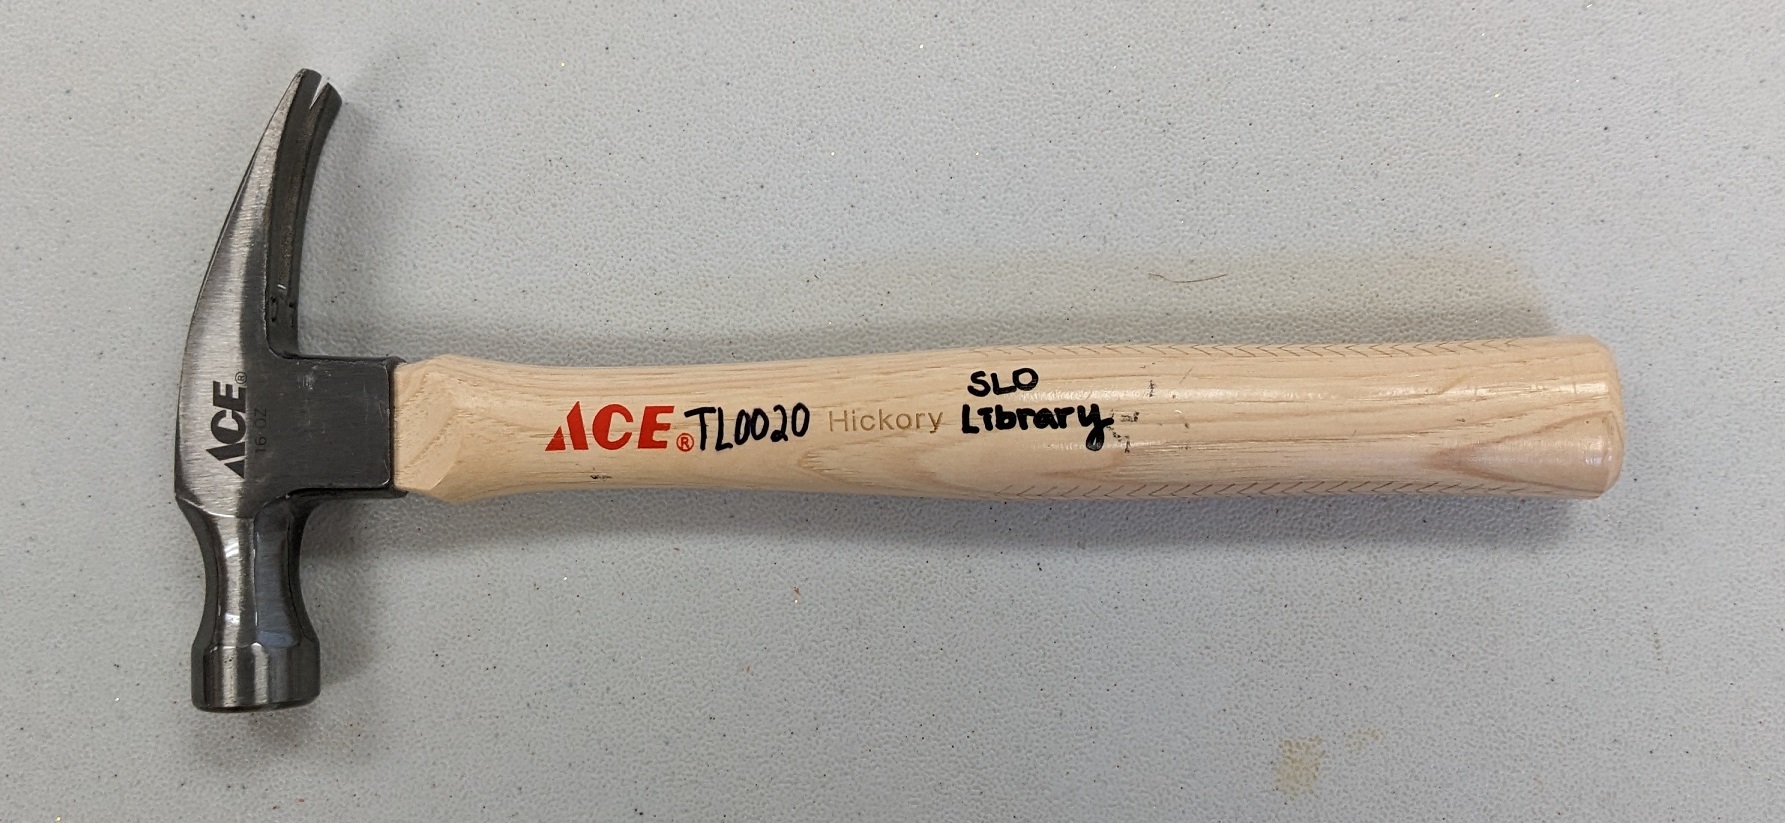 ACE®
16 OZ
ACE® TL0020 Hickory
SLO
Library